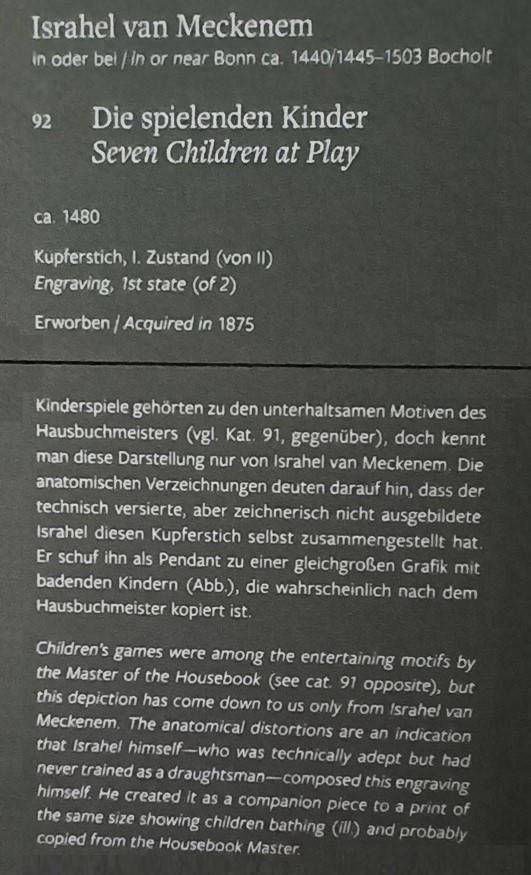 Israhel van Meckenem
in oder bei / in or near Bonn ca. 1440/1445–1503 Bocholt
92 Die spielenden Kinder
Seven Children at Play
ca. 1480
Kupferstich, I. Zustand (von II)
Engraving, 1st state (of 2)
Erworben / Acquired in 1875
Kinderspiele gehörten zu den unterhaltsamen Motiven des
Hausbuchmeisters (vgl. Kat. 91, gegenüber), doch kennt
man diese Darstellung nur von Israhel van Meckenem. Die
anatomischen Verzeichnungen deuten darauf hin, dass der
technisch versierte, aber zeichnerisch nicht ausgebildete
Israhel diesen Kupferstich selbst zusammengestellt hat.
Er schuf ihn als Pendant zu einer gleichgroßen Grafik mit
badenden Kindern (Abb.), die wahrscheinlich nach dem
Hausbuchmeister kopiert ist.
Children's games were among the entertaining motifs by
the Master of the Housebook (see cat. 91 opposite), but
this depiction has come down to us only from Israhel van
Meckenem. The anatomical distortions are an indication
that Israhel himself—who was technically adept but had
never trained as a draughtsman—composed this engraving
himself. He created it as a companion piece to a print of
the same size showing children bathing (ill.) and probably
copied from the Housebook Master.